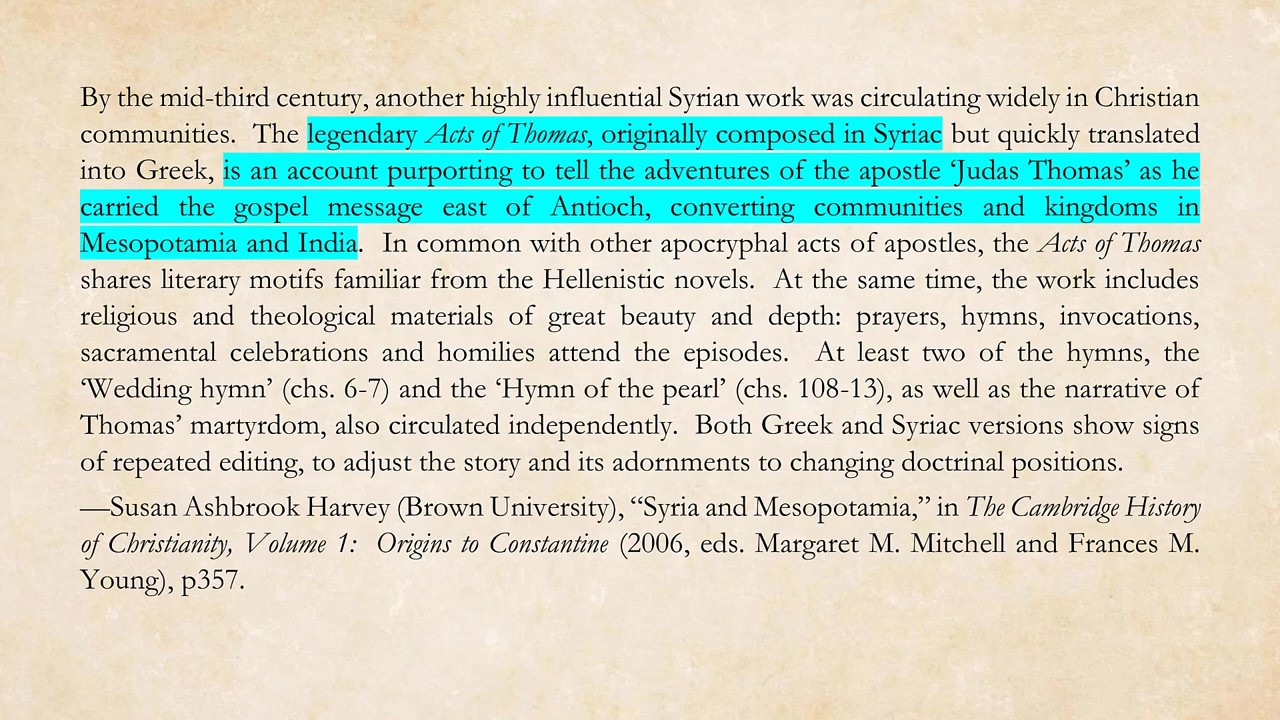 By the mid-third century, another highly influential Syrian work was circulating widely in Christian
communities.  The legendary Acts of Thomas, originally composed in Syriac but quickly translated
into Greek, is an account purporting to tell the adventures of the apostle ‘Judas Thomas’ as he
carried the gospel message east of Antioch, converting communities and kingdoms in
Mesopotamia and India.  In common with other apocryphal acts of apostles, the Acts of Thomas
shares literary motifs familiar from the Hellenistic novels.  At the same time, the work includes
religious and theological materials of great beauty and depth: prayers, hymns, invocations,
sacramental celebrations and homilies attend the episodes.  At least two of the hymns, the
‘Wedding hymn’ (chs. 6-7) and the ‘Hymn of the pearl’ (chs. 108-13), as well as the narrative of
Thomas’ martyrdom, also circulated independently.  Both Greek and Syriac versions show signs
of repeated editing, to adjust the story and its adornments to changing doctrinal positions.
—Susan Ashbrook Harvey (Brown University), “Syria and Mesopotamia,” in The Cambridge History
of Christianity, Volume 1:  Origins to Constantine (2006, eds. Margaret M. Mitchell and Frances M.
Young), p357.